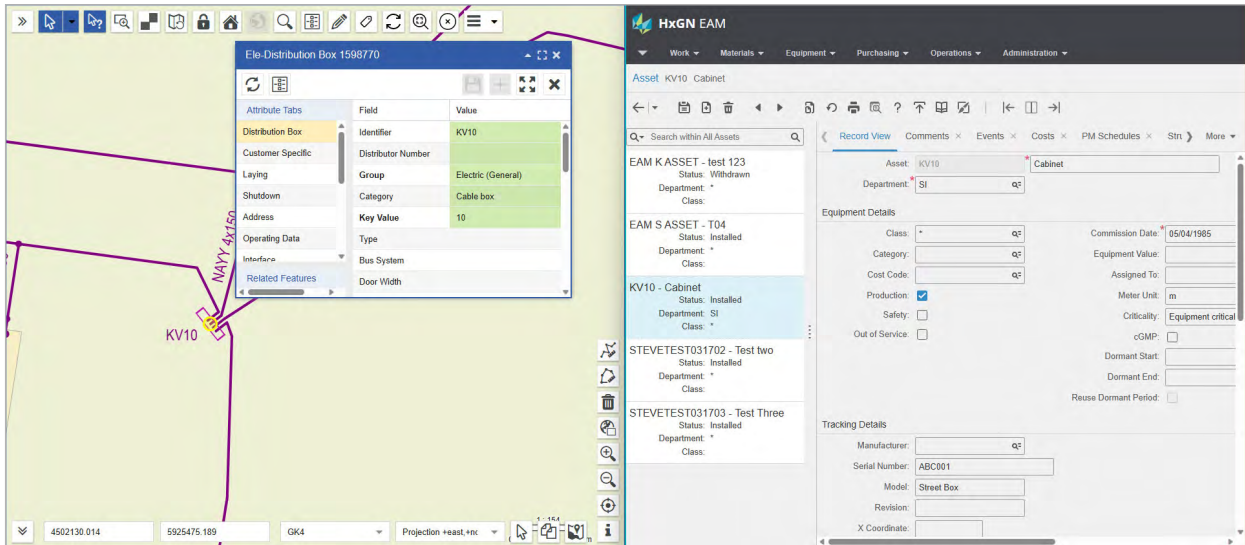 Ele-Distribution Box 1598770
Attribute Tabs
Field
Value
Distribution Box
Identifier
KV10
Customer Specific
Distributor Number
Laying
Group
Electric (General)
Shutdown
Category
Cable box
Address
Key Value
10
Operating Data
Type
Interface
Bus System
Related Features
Door Width
NAYY 4x150
KV10
1 : 154
4502130.014
5925475.189
GK4
Projection +east,+nc
HxGN EAM
Work
Materials
Equipment
Purchasing
Operations
Administration
Asset KV10 Cabinet
Search within All Assets
EAM K ASSET - test 123
Status: Withdrawn
Department: *
Class:
EAM S ASSET - T04
Status: Installed
Department: *
Class:
KV10 - Cabinet
Status: Installed
Department: SI
Class: *
STEVETEST031702 - Test two
Status: Installed
Department: *
Class:
STEVETEST031703 - Test Three
Status: Installed
Department: *
Class:
Record View
Comments ×
Events ×
Costs ×
PM Schedules ×
Stn
More
Asset: KV10 * Cabinet
Department: * SI
Equipment Details
Class: *
Commission Date: * 05/04/1985
Category:
Equipment Value:
Cost Code:
Assigned To:
Production:
Meter Unit: m
Safety:
Criticality: Equipment critical
Out of Service:
cGMP:
Dormant Start:
Dormant End:
Reuse Dormant Period:
Tracking Details
Manufacturer:
Serial Number: ABC001
Model: Street Box
Revision:
X Coordinate: